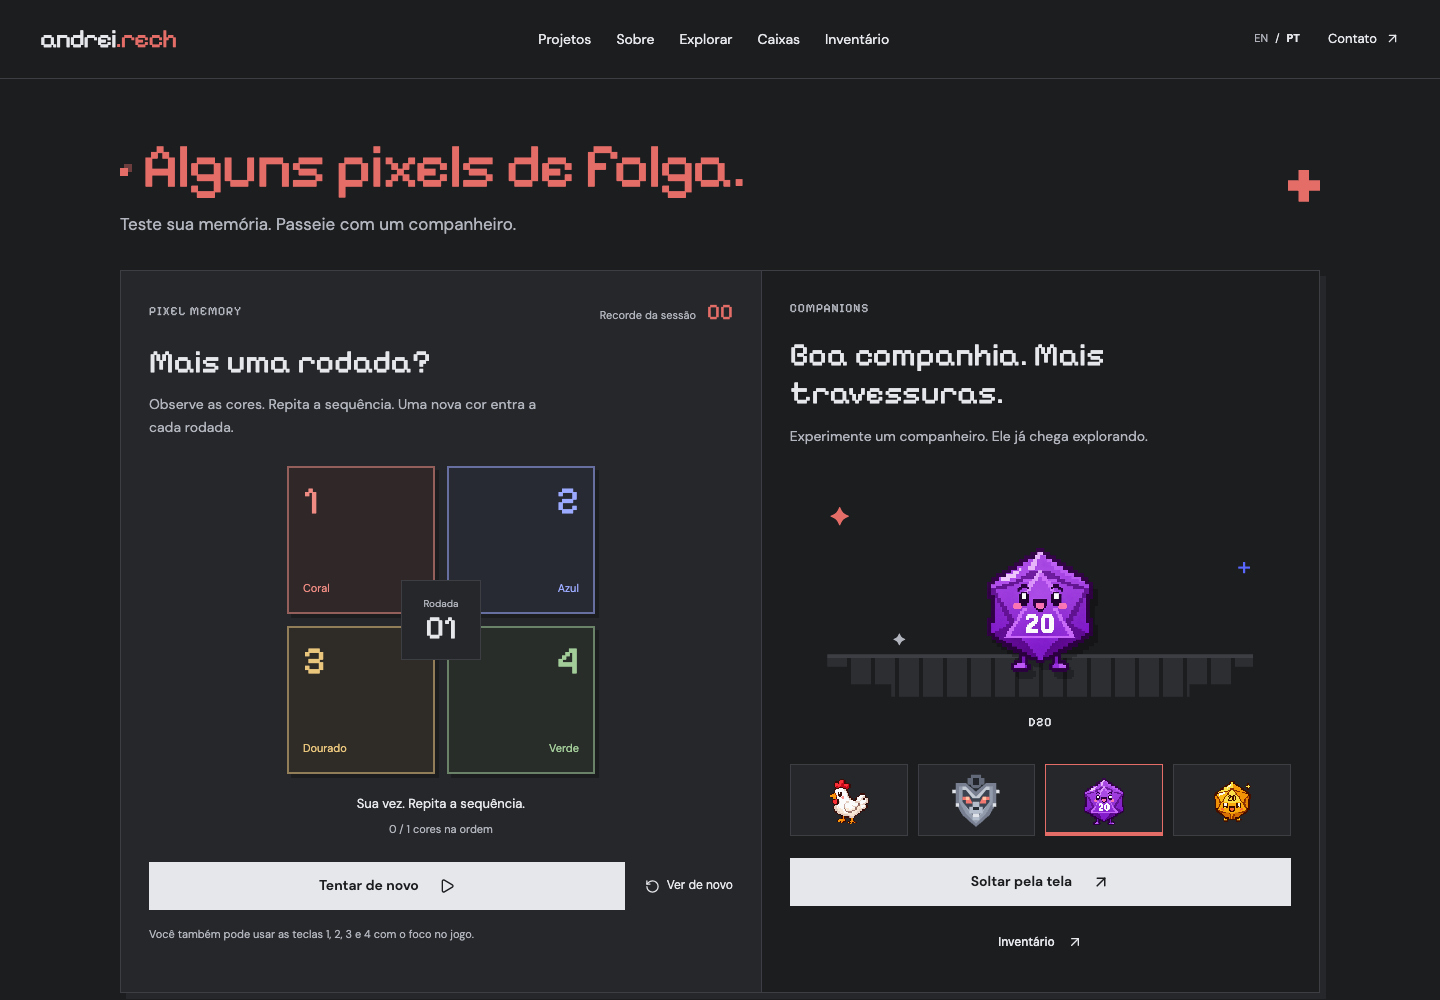 andrei.rech
Projetos Sobre Explorar Caixas Inventário
EN / PT Contato
Alguns pixels de folga.
Teste sua memória. Passeie com um companheiro.
PIXEL MEMORY
Recorde da sessão 00
Mais uma rodada?
Observe as cores. Repita a sequência. Uma nova cor entra a
cada rodada.
1
Coral
2
Azul
Rodada
01
3
Dourado
4
Verde
Sua vez. Repita a sequência.
0 / 1 cores na ordem
Tentar de novo
Ver de novo
Você também pode usar as teclas 1, 2, 3 e 4 com o foco no jogo.
COMPANIONS
Boa companhia. Mais
travessuras.
Experimente um companheiro. Ele já chega explorando.
20
D20
20
20
Soltar pela tela
Inventário